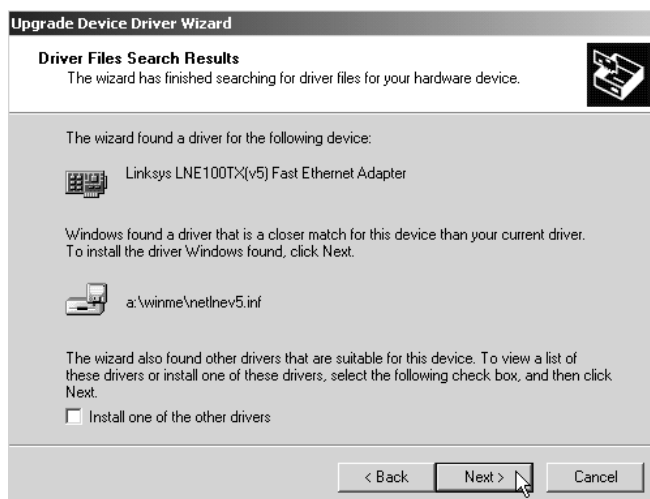 Upgrade Device Driver Wizard
Driver Files Search Results
The wizard has finished searching for driver files for your hardware device.
The wizard found a driver for the following device:
Linksys LNE100TX(v5) Fast Ethernet Adapter
Windows found a driver that is a closer match for this device than your current driver.
To install the driver Windows found, click Next.
a:\winme\netlnev5.inf
The wizard also found other drivers that are suitable for this device. To view a list of
these drivers or install one of these drivers, select the following check box, and then click
Next.
Install one of the other drivers
< Back
Next >
Cancel